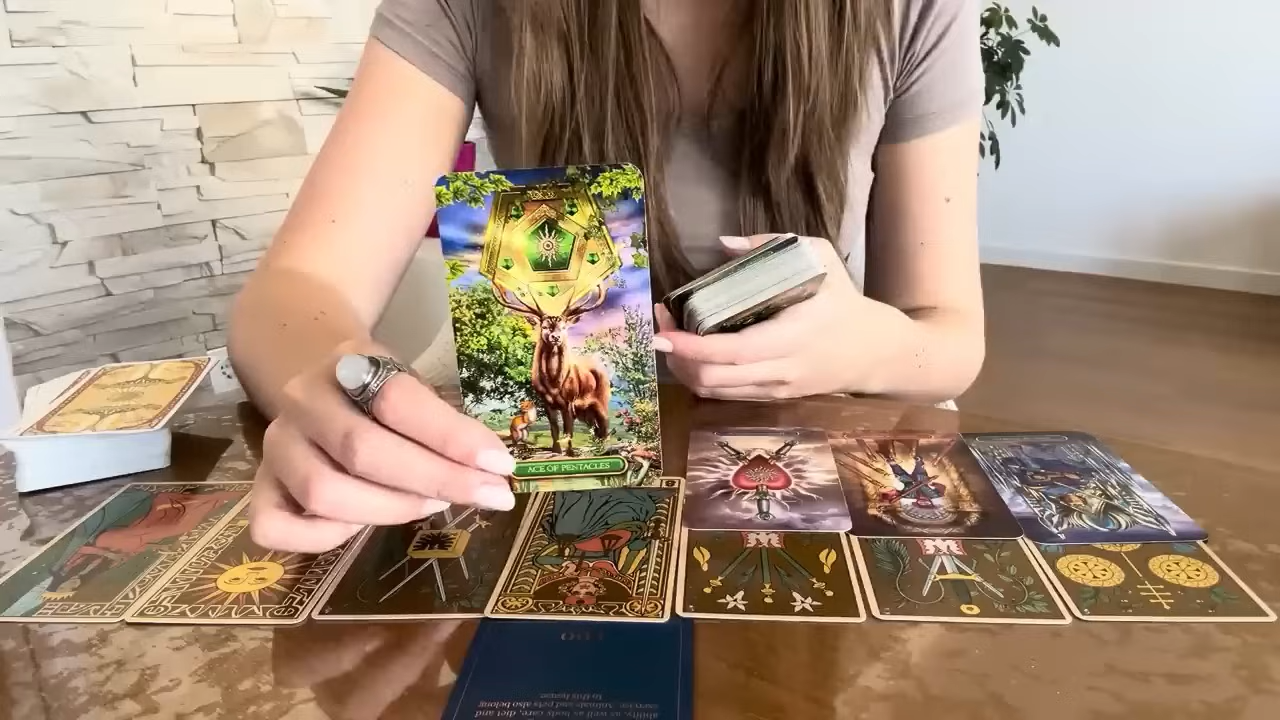 ACE OF PENTACLES
ability, as well as body care, diet and
exercise. Animals and pets also belong
to this house.